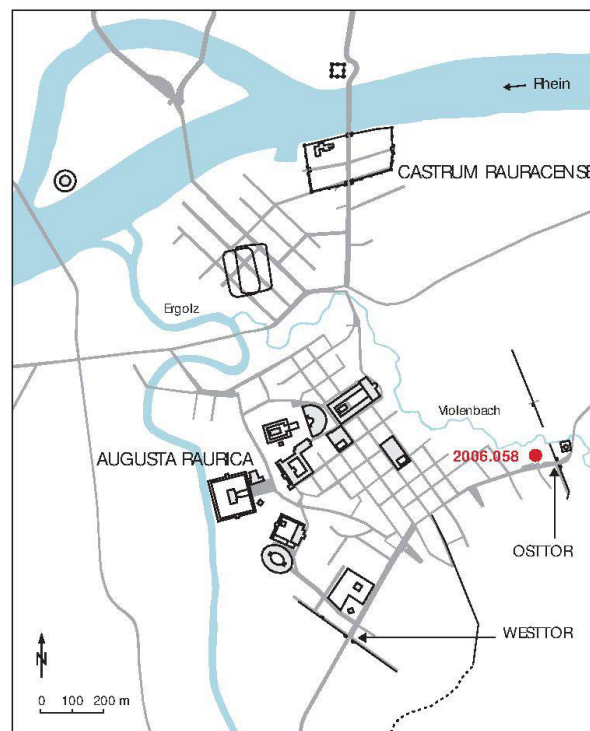 Rhein
CASTRUM RAURACENSE
Ergolz
Violenbach
AUGUSTA RAURICA
2006.058
OSTTOR
WESTTOR
N
0 100 200 m